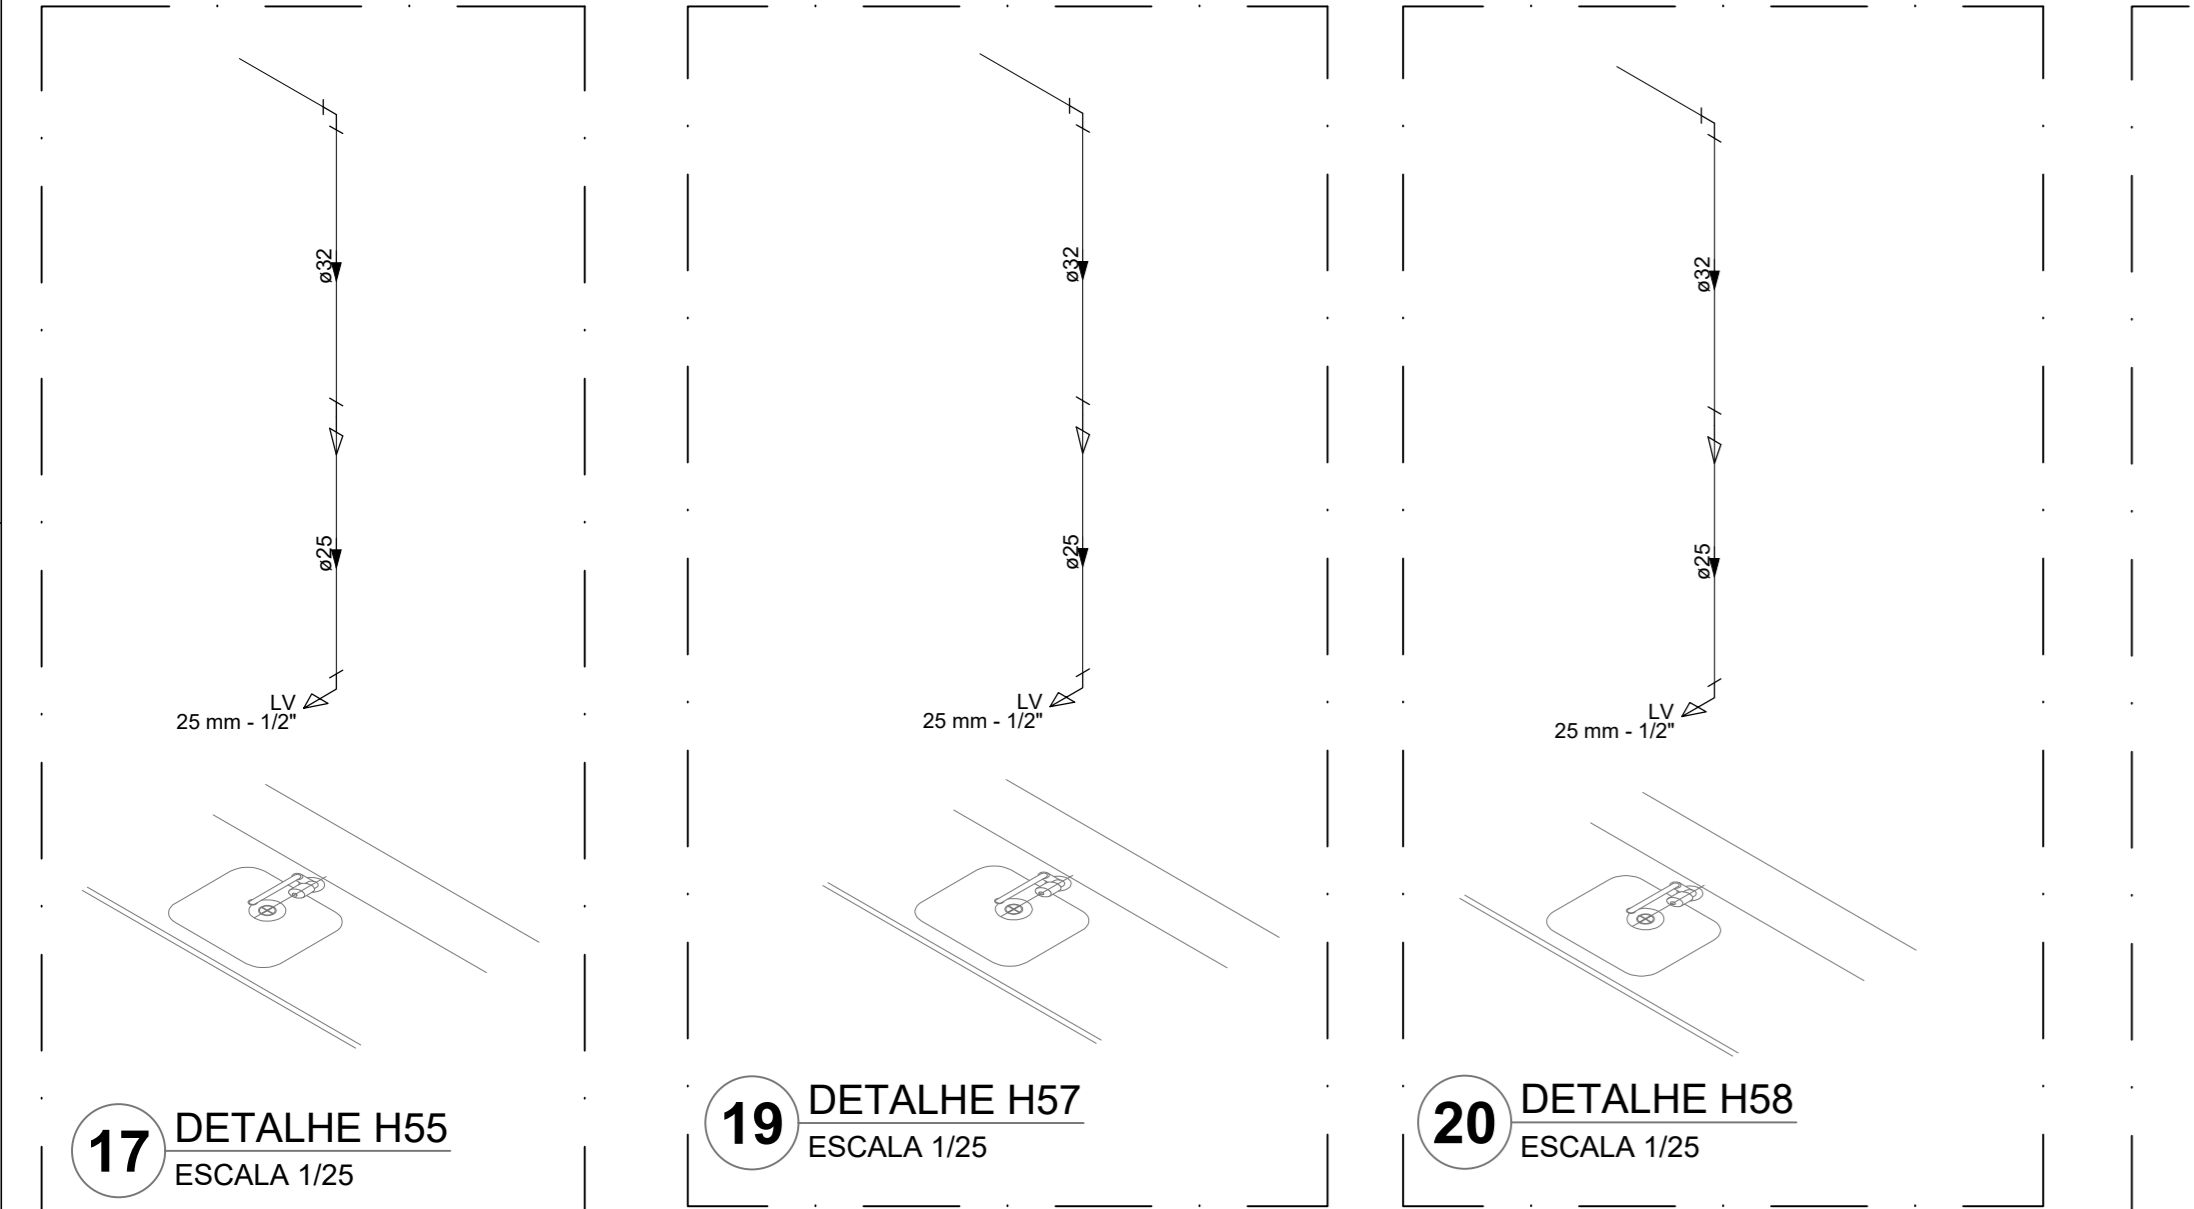 ø32
ø25
LV
25 mm - 1/2"
17
DETALHE H55
ESCALA 1/25
ø32
ø25
LV
25 mm - 1/2"
19
DETALHE H57
ESCALA 1/25
ø32
ø25
LV
25 mm - 1/2"
20
DETALHE H58
ESCALA 1/25